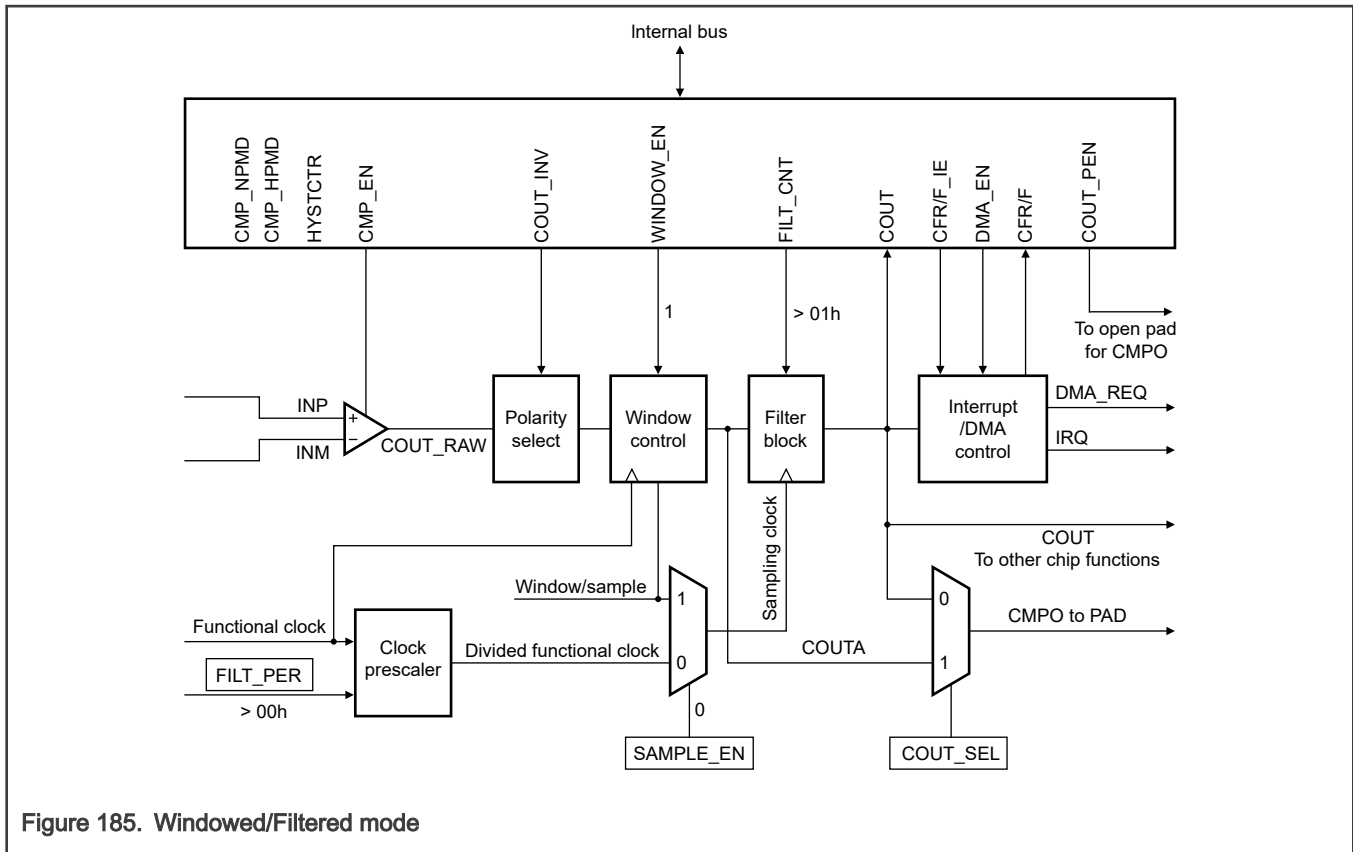 Internal bus
CMP_NPMD
CMP_HPMD
HYSTCTR
CMP_EN
COUT_INV
WINDOW_EN
FILT_CNT
COUT
CFR/F_IE
DMA_EN
CFR/F
COUT_PEN
1
> 01h
To open pad
for CMPO
INP
+
INM
−
COUT_RAW
Polarity
select
Window
control
Filter
block
Interrupt
/DMA
control
DMA_REQ
IRQ
Sampling clock
COUT
To other chip functions
Window/sample
1
0
Functional clock
Clock
prescaler
Divided functional clock
0
COUTA
1
CMPO to PAD
FILT_PER
> 00h
0
SAMPLE_EN
COUT_SEL
Figure 185. Windowed/Filtered mode